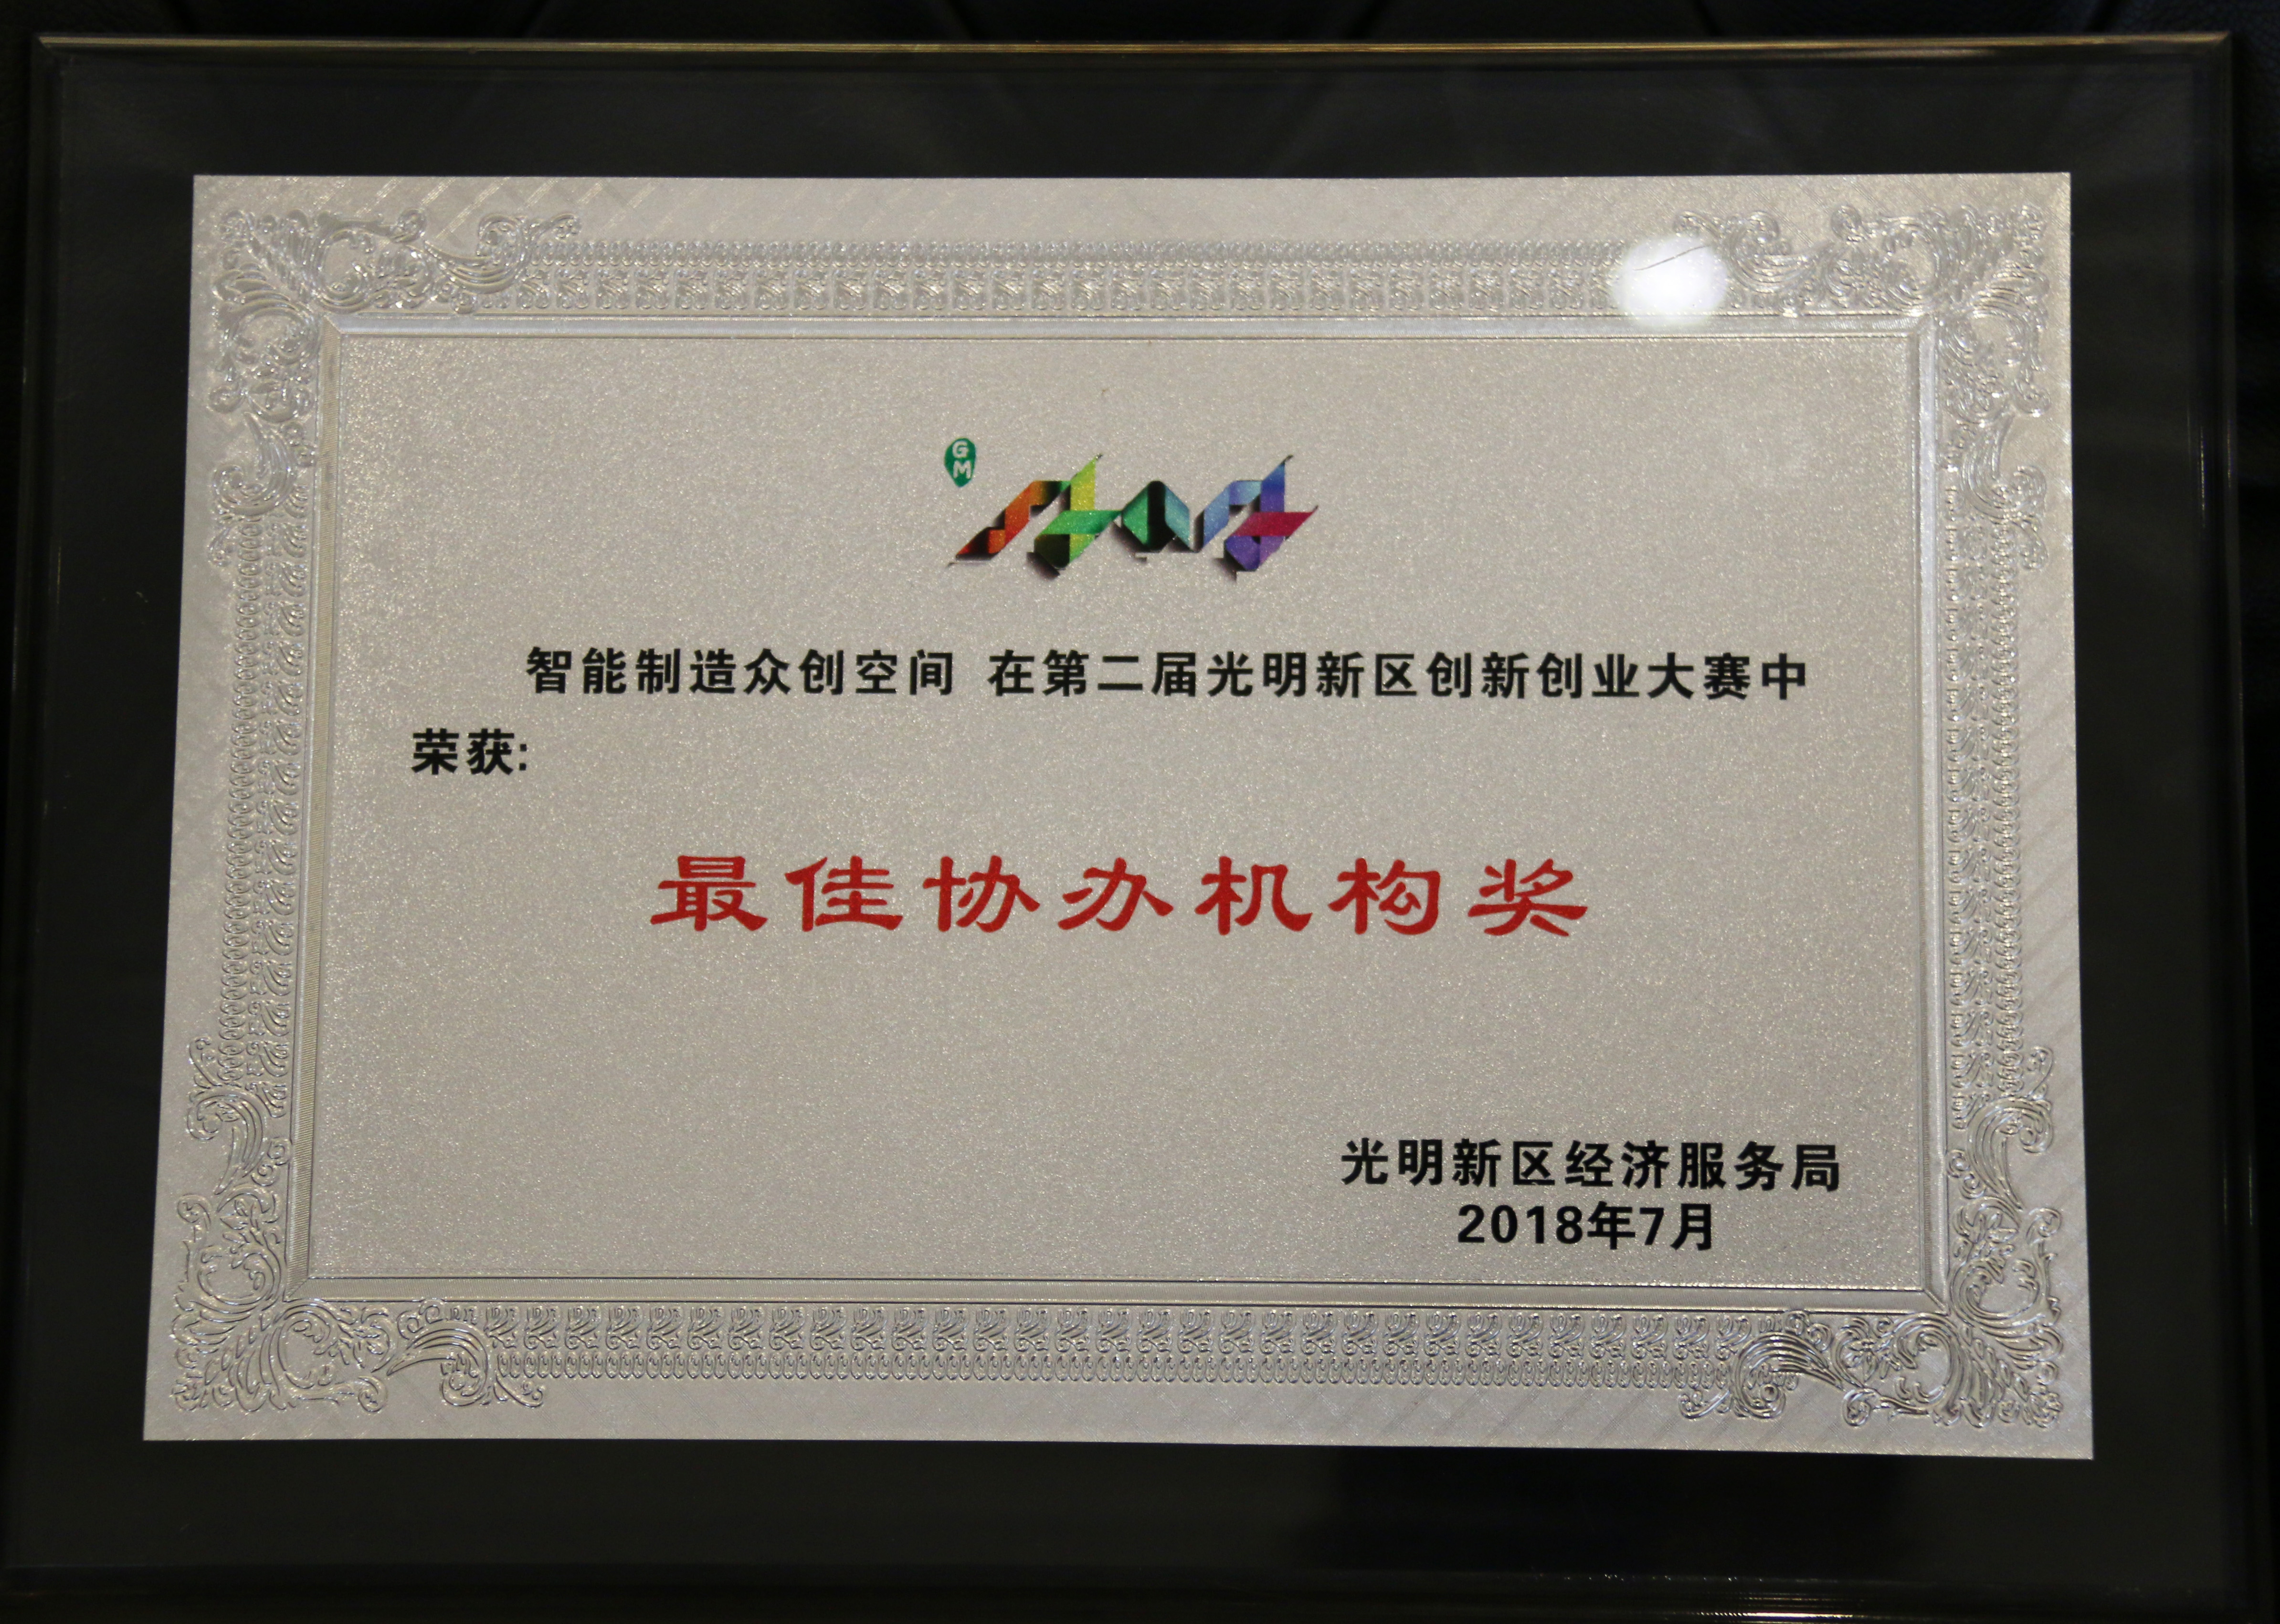 GM
智能制造众创空间 在第二届光明新区创新创业大赛中
荣获:
最佳协办机构奖
光明新区经济服务局
2018年7月